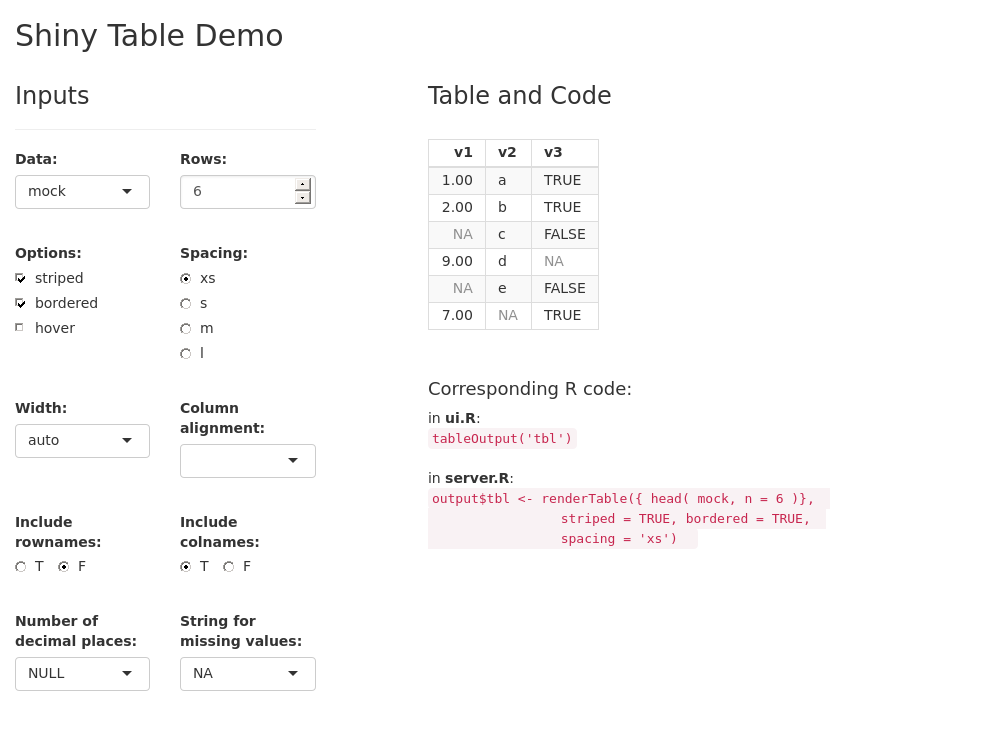 Shiny Table Demo
Inputs
Data:
Rows:
mock
6
Options:
Spacing:
striped
xs
bordered
s
hover
m
l
Width:
Column
alignment:
auto
Include
rownames:
Include
colnames:
T F
T F
Number of
decimal places:
String for
missing values:
NULL
NA
Table and Code
v1 v2 v3
1.00 a TRUE
2.00 b TRUE
NA c FALSE
9.00 d NA
NA e FALSE
7.00 NA TRUE
Corresponding R code:
in ui.R:
tableOutput('tbl')
in server.R:
output$tbl <- renderTable({ head( mock, n = 6 )},
striped = TRUE, bordered = TRUE,
spacing = 'xs')